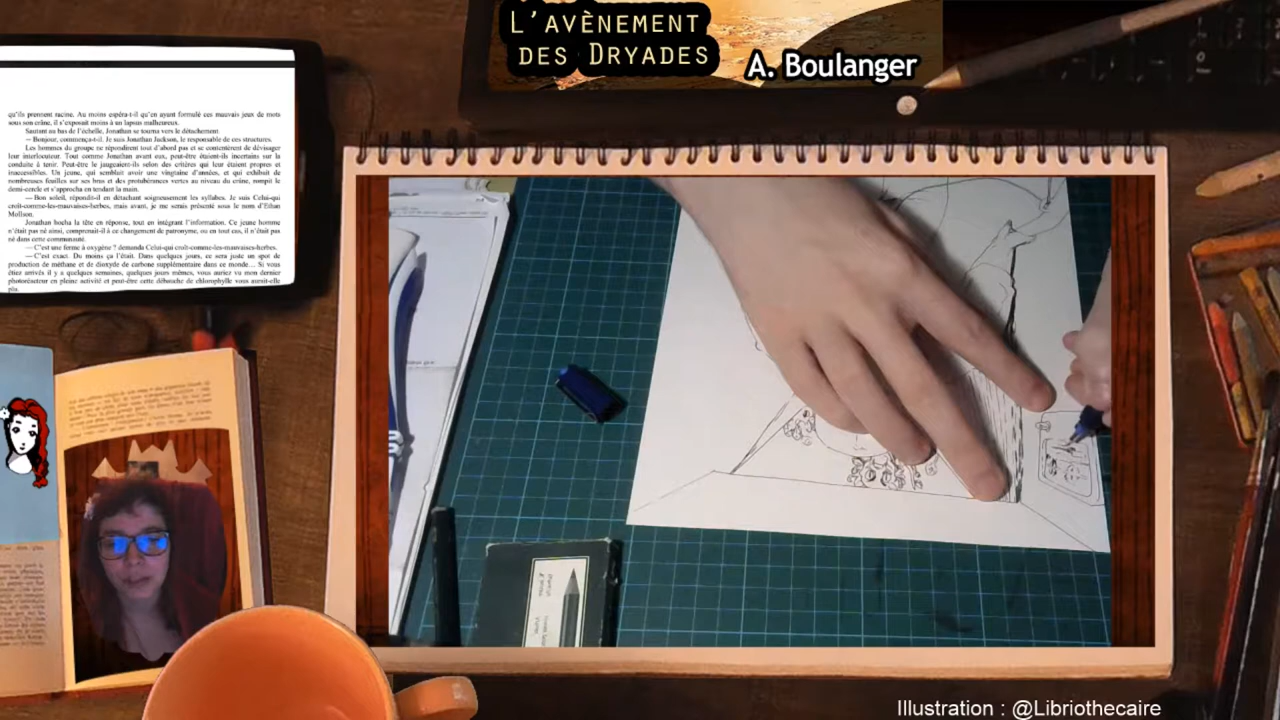 L'AVÈNEMENT
DES DRYADES
A. Boulanger
qu'ils prennent racine. Au moins espéra-t-il qu'en ayant formulé ces mauvais jeux de mots
sous son crâne, il s'exposait moins à un lapsus malheureux.
Sautant au bas de l'échelle, Jonathan se tourna vers le détachement.
— Bonjour, commença-t-il. Je suis Jonathan Jackson, le responsable de ces structures.
Les hommes du groupe ne répondirent tout d'abord pas et se contentèrent de dévisager
leur interlocuteur. Tout comme Jonathan avant eux, peut-être étaient-ils incertains sur la
conduite à tenir. Peut-être le jaugeaient-ils selon des critères qui leur étaient propres et
inaccessibles. Un jeune, qui semblait avoir une vingtaine d'années, et qui exhibait de
nombreuses feuilles sur ses bras et des protubérances vertes au niveau du crâne, rompit le
demi-cercle et s'approcha en tendant la main.
— Bon soleil, répondit-il en détachant soigneusement les syllabes. Je suis Celui-qui
croît-comme-les-mauvaises-herbes, mais avant, je me serais présenté sous le nom d'Ethan
Mollson.
Jonathan hocha la tête en réponse, tout en intégrant l'information. Ce jeune homme
n'était pas né ainsi, comprenait-il à ce changement de patronyme, ou en tout cas, il n'était pas
né dans cette communauté.
— C'est une ferme à oxygène ? demanda Celui-qui croît-comme-les-mauvaises-herbes.
— C'est exact. Du moins ça l'était. Dans quelques jours, ce sera juste un spot de
production de méthane et de dioxyde de carbone supplémentaire dans ce monde… Si vous
étiez arrivés il y a quelques semaines, quelques jours mêmes, vous auriez vu mon dernier
photoréacteur en pleine activité et peut-être cette débauche de chlorophylle vous aurait-elle
plu.
Illustration : @Libriothecaire